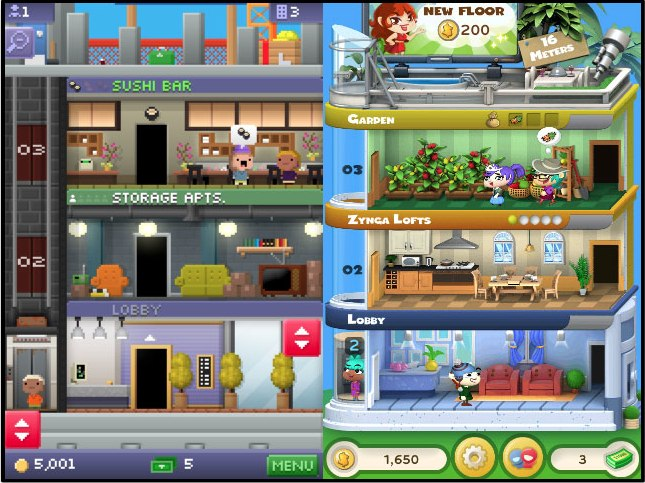 1
3
SUSHI BAR
03
STORAGE APTS.
02
LOBBY
5,001
5
MENU
NEW FLOOR
200
16
METERS
GARDEN
03
ZYNGA LOFTS
02
LOBBY
2
1,650
3